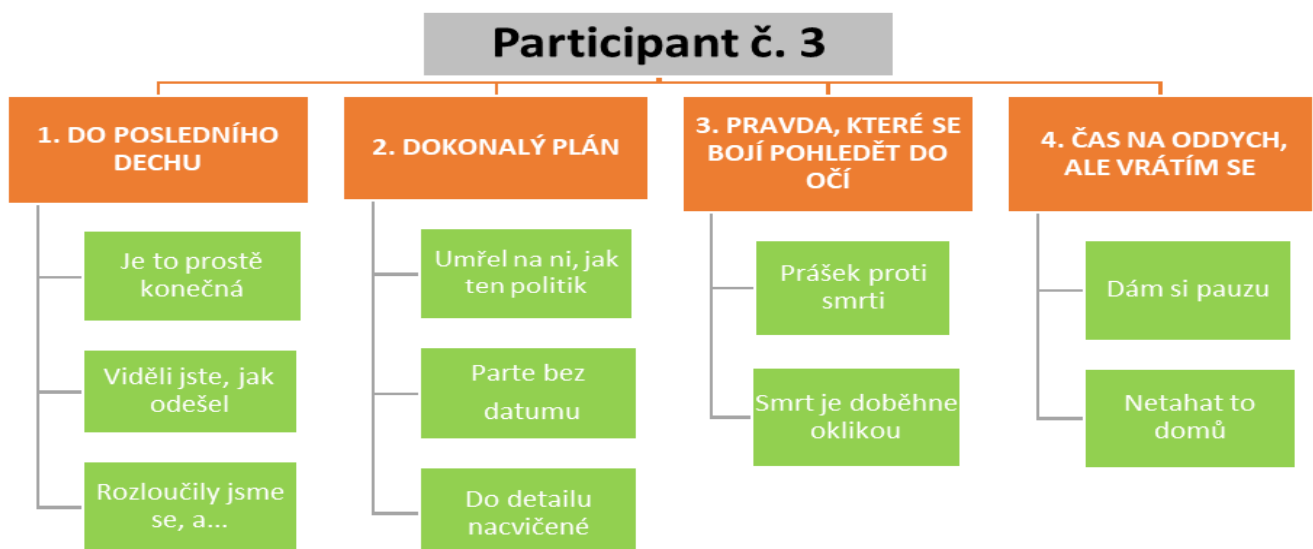 Participant č. 3
1. DO POSLEDNÍHO
DECHU
Je to prostě
konečná
Viděli jste, jak
odešel
Rozloučily jsme
se, a...
2. DOKONALÝ PLÁN
Umřel na ni, jak
ten politik
Parte bez
datumu
Do detailu
nacvičené
3. PRAVDA, KTERÉ SE
BOJÍ POHLEDĚT DO
OČÍ
Prášek proti
smrti
Smrt je doběhne
oklikou
4. ČAS NA ODDYCH,
ALE VRÁTÍM SE
Dám si pauzu
Netahat to
domů